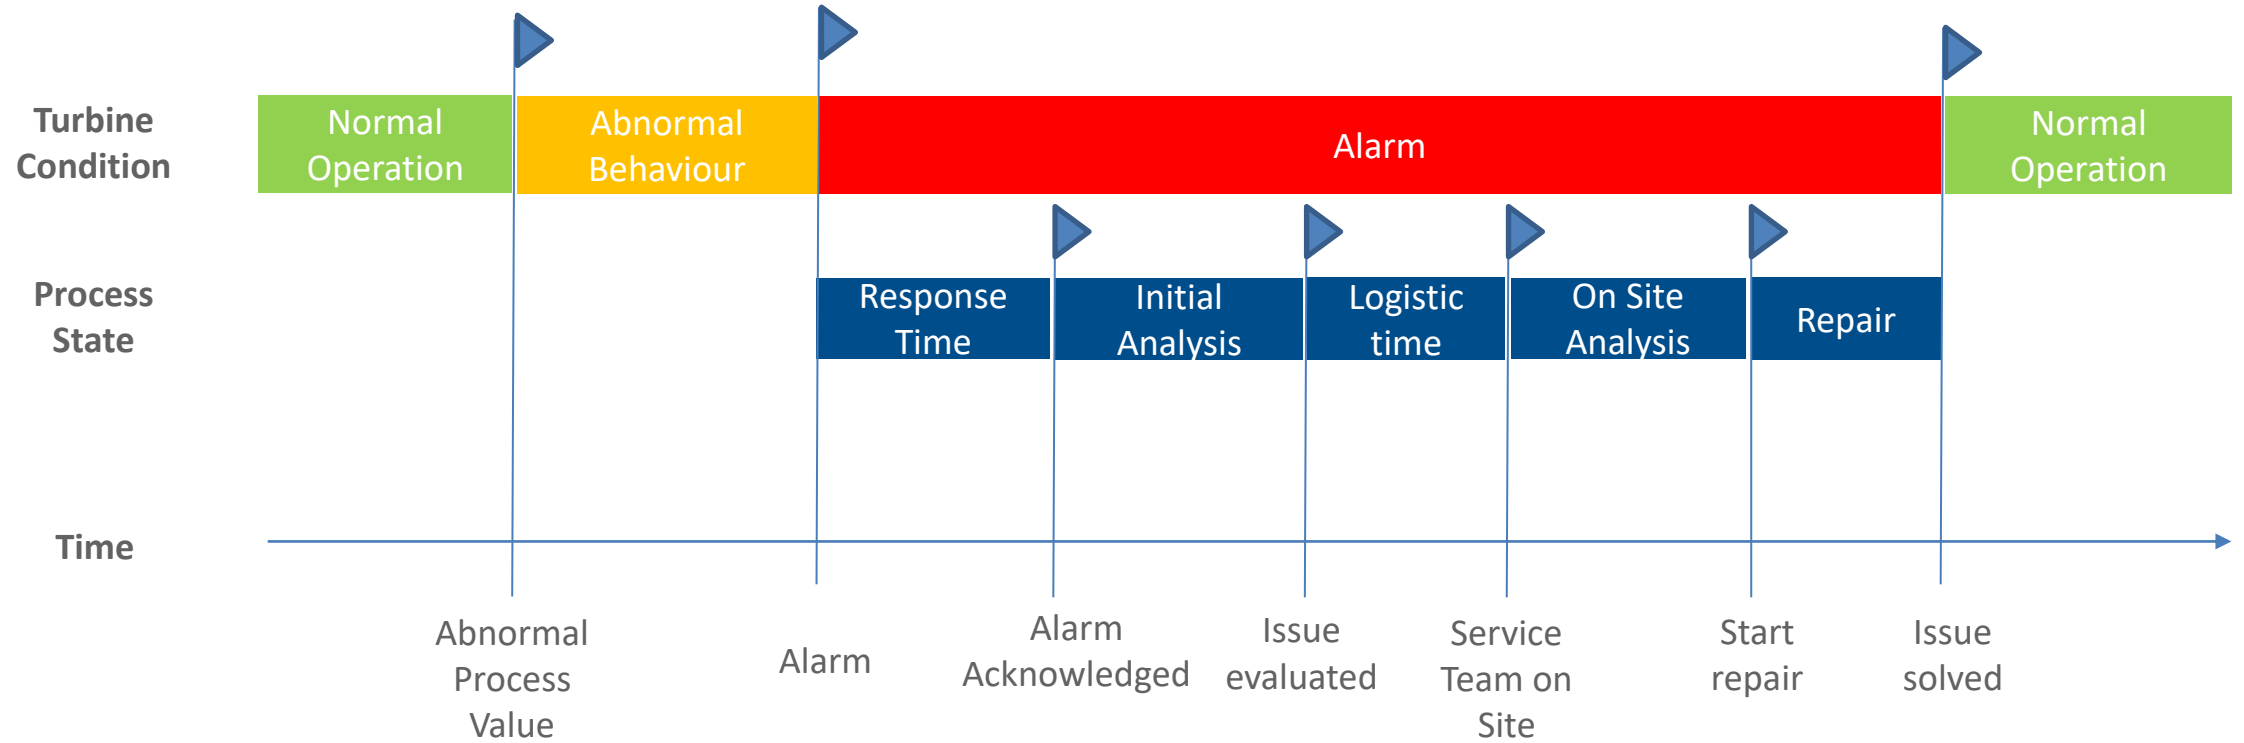 Turbine
Condition
Normal
Operation
Abnormal
Behaviour
Alarm
Normal
Operation
Process
State
Response
Time
Initial
Analysis
Logistic
time
On Site
Analysis
Repair
Time
Abnormal
Process
Value
Alarm
Alarm
Acknowledged
Issue
evaluated
Service
Team on
Site
Start
repair
Issue
solved